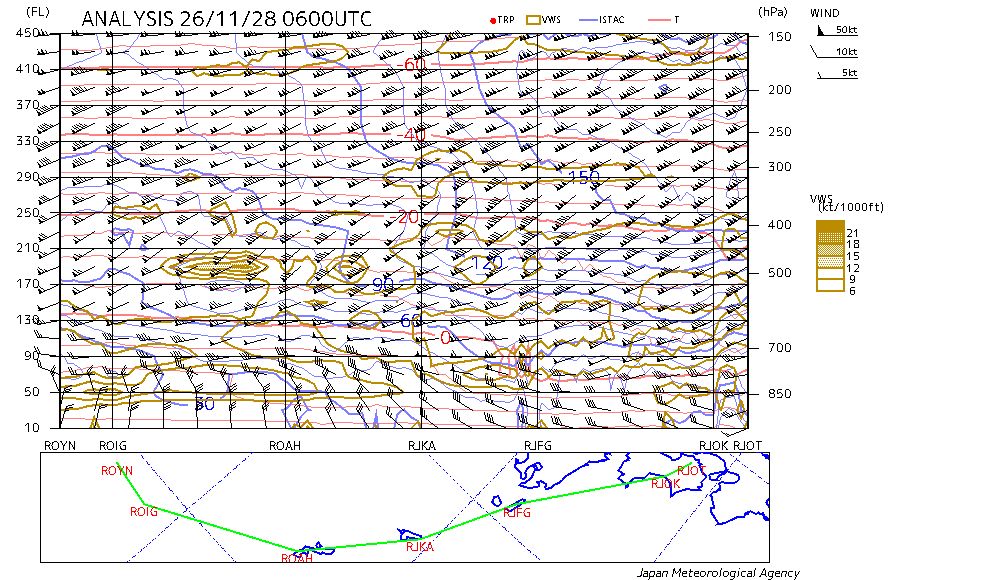 (FL) ANALYSIS 26/11/28 0600UTC TRP VWS ISTAC T (hPa) WIND
450 150 50kt
10kt
5kt
410 -60
370 200
-40 250
330
290 150 300
VWS
(kt/1000ft)
250 -20 400
21
18
210 120 500
15
12
170 90
9
6
130 60
0 700
90
50 30 850
10
ROYN ROIG ROAH RJKA RJFG RJOK RJOT
ROYN RJOT
RJOK
ROIG RJFG
RJKA
ROAH
Japan Meteorological Agency